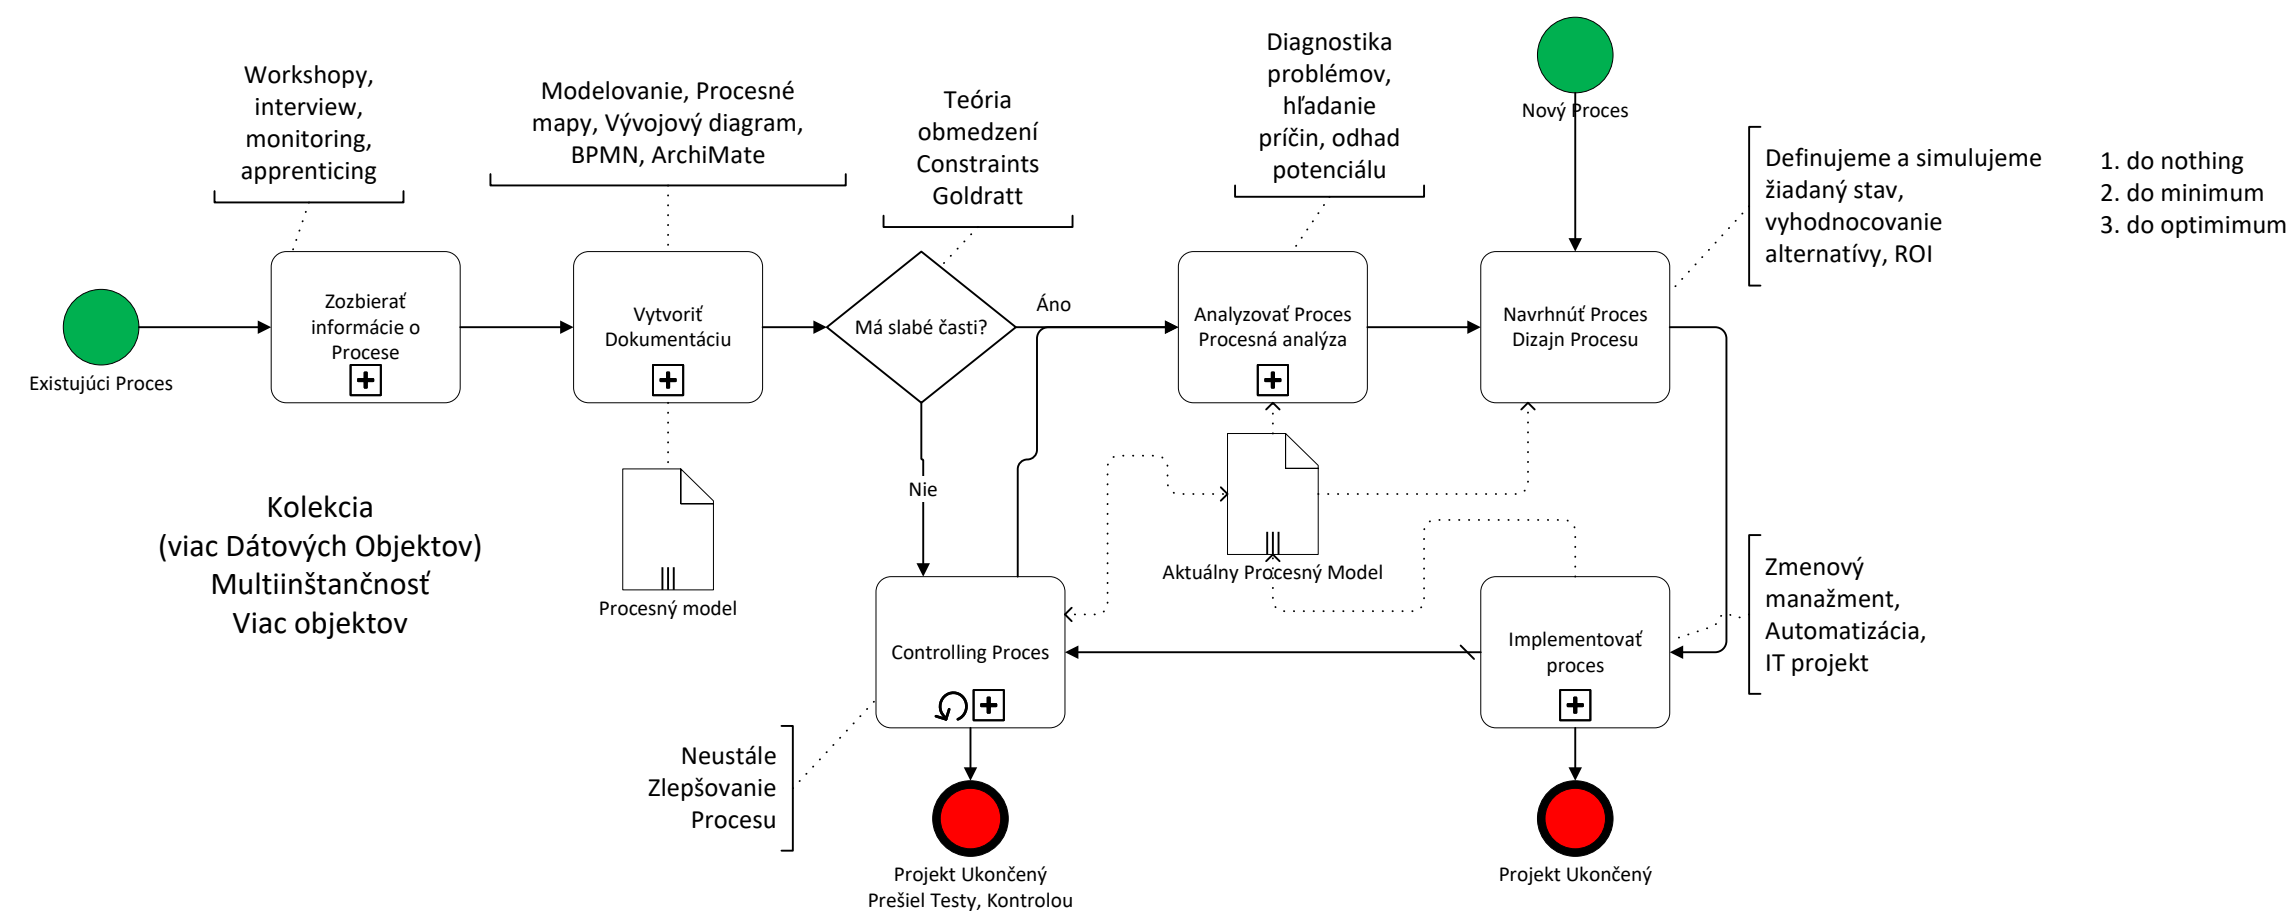 Workshopy,
interview,
monitoring,
apprenticing
Modelovanie, Procesné
mapy, Vývojový diagram,
BPMN, ArchiMate
Teória
obmedzení
Constraints
Goldratt
Diagnostika
problémov,
hľadanie
príčin, odhad
potenciálu
Nový Proces
Definujeme a simulujeme
žiadaný stav,
vyhodnocovanie
alternatívy, ROI
1. do nothing
2. do minimum
3. do optimimum
Existujúci Proces
Zozbierať
informácie o
Procese
Vytvoriť
Dokumentáciu
Má slabé časti?
Áno
Nie
Analyzovať Proces
Procesná analýza
Navrhnúť Proces
Dizajn Procesu
Kolekcia
(viac Dátových Objektov)
Multiinštančnosť
Viac objektov
Procesný model
Aktuálny Procesný Model
Controlling Proces
Implementovať
proces
Zmenový
manažment,
Automatizácia,
IT projekt
Neustále
Zlepšovanie
Procesu
Projekt Ukončený
Prešiel Testy, Kontrolou
Projekt Ukončený